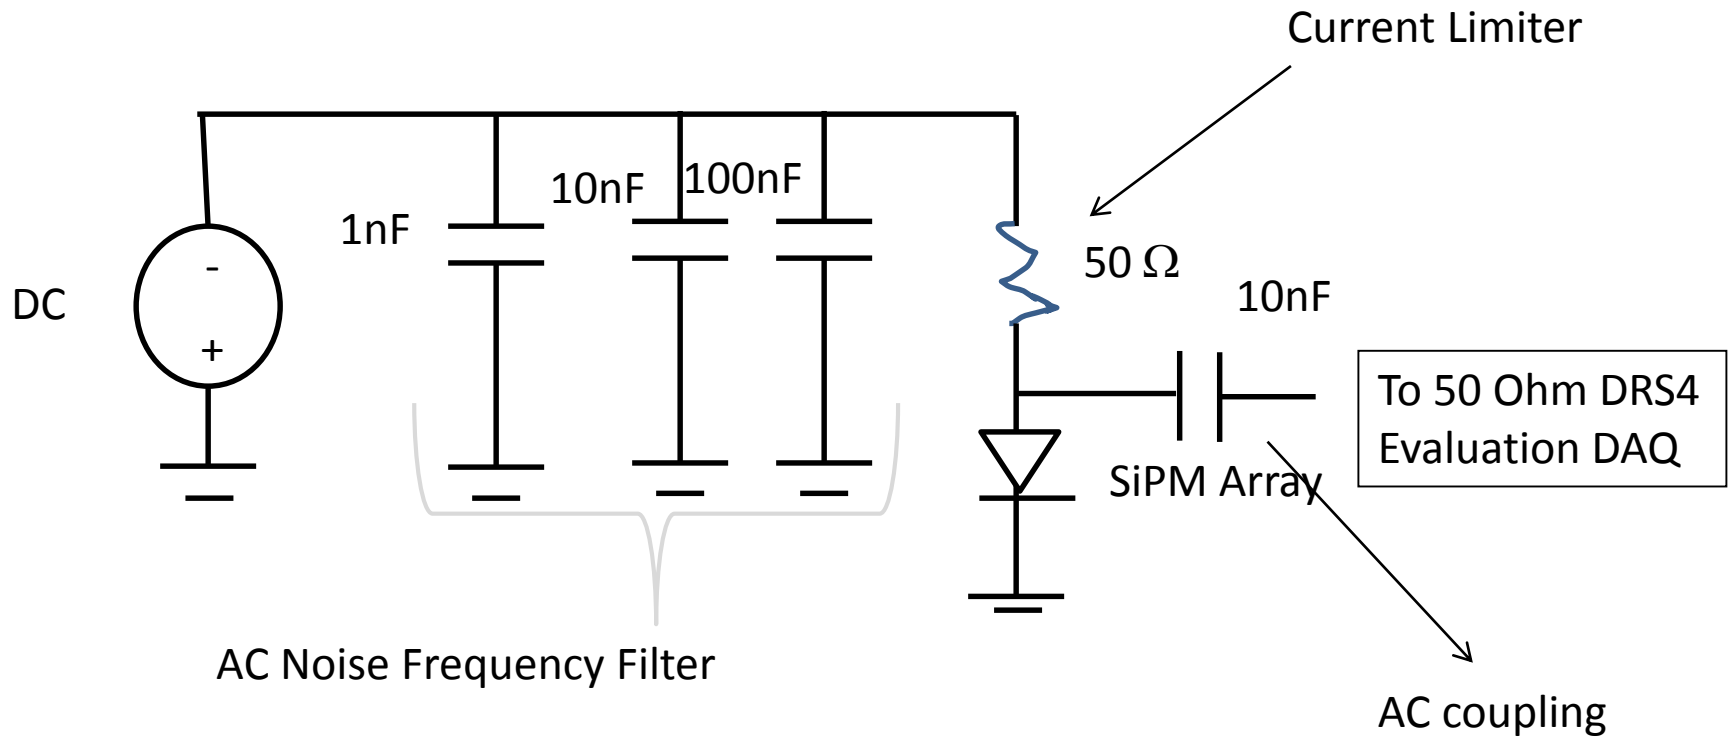 Current Limiter
100nF
10nF
1nF
50 Ω
10nF
-
DC
+
To 50 Ohm DRS4
Evaluation DAQ
SiPM Array
AC Noise Frequency Filter
AC coupling